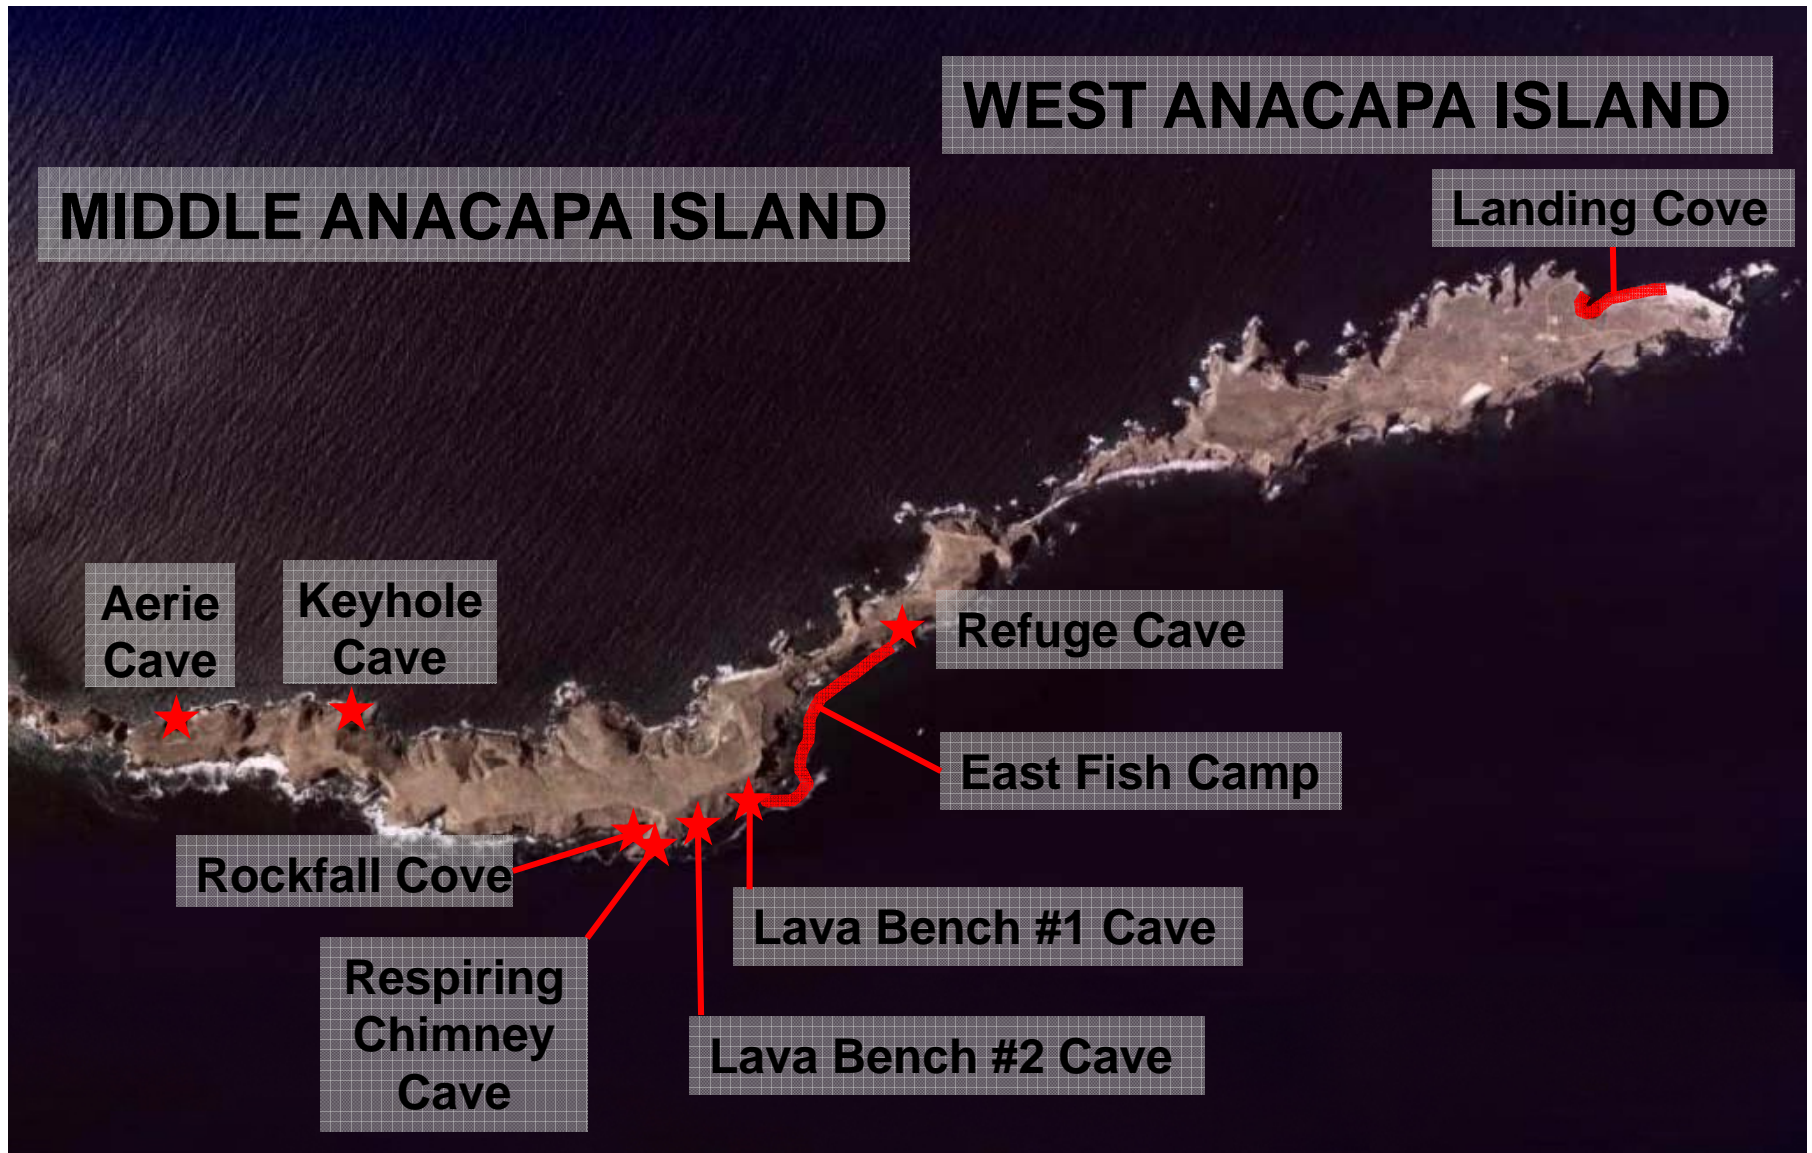 WEST ANACAPA ISLAND
MIDDLE ANACAPA ISLAND
Landing Cove
Aerie
Cave
Keyhole
Cave
Refuge Cave
East Fish Camp
Rockfall Cove
Lava Bench #1 Cave
Respiring
Chimney
Cave
Lava Bench #2 Cave